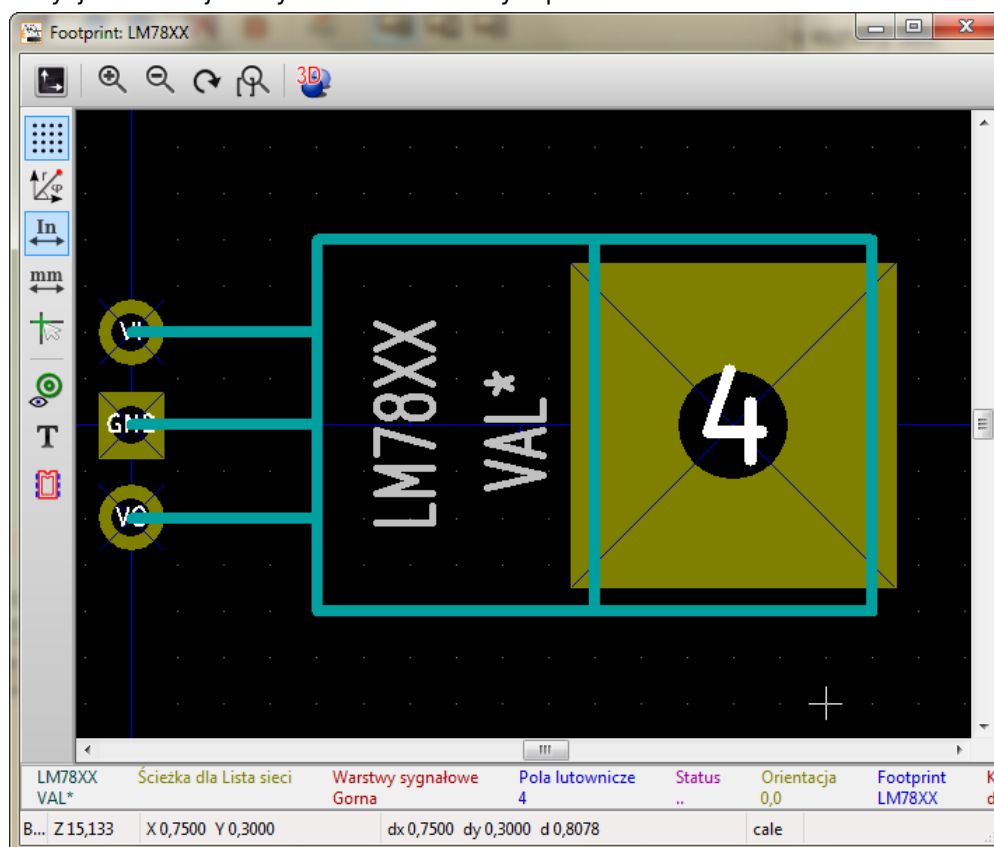 Footprint: LM78XX
3D
In
mm
T
VI
GND
VO
LM78XX
VAL*
4
LM78XX Ścieżka dla Lista sieci Warstwy sygnałowe Pola lutownicze Status Orientacja Footprint K
VAL* Gorna 4 .. 0,0 LM78XX d
B... Z 15,133 X 0,7500 Y 0,3000 dx 0,7500 dy 0,3000 d 0,8078 cale